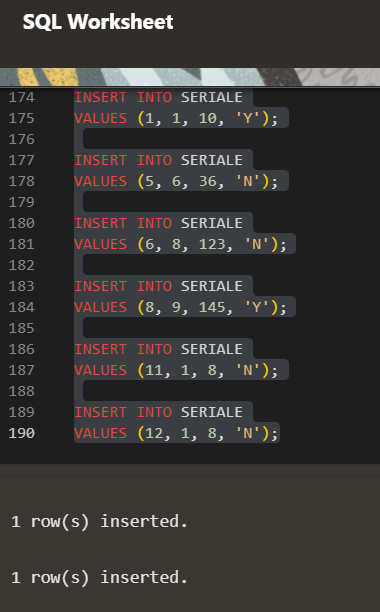 SQL Worksheet
174 INSERT INTO SERIALE
175 VALUES (1, 1, 10, 'Y');
176
177 INSERT INTO SERIALE
178 VALUES (5, 6, 36, 'N');
179
180 INSERT INTO SERIALE
181 VALUES (6, 8, 123, 'N');
182
183 INSERT INTO SERIALE
184 VALUES (8, 9, 145, 'Y');
185
186 INSERT INTO SERIALE
187 VALUES (11, 1, 8, 'N');
188
189 INSERT INTO SERIALE
190 VALUES (12, 1, 8, 'N');
1 row(s) inserted.
1 row(s) inserted.